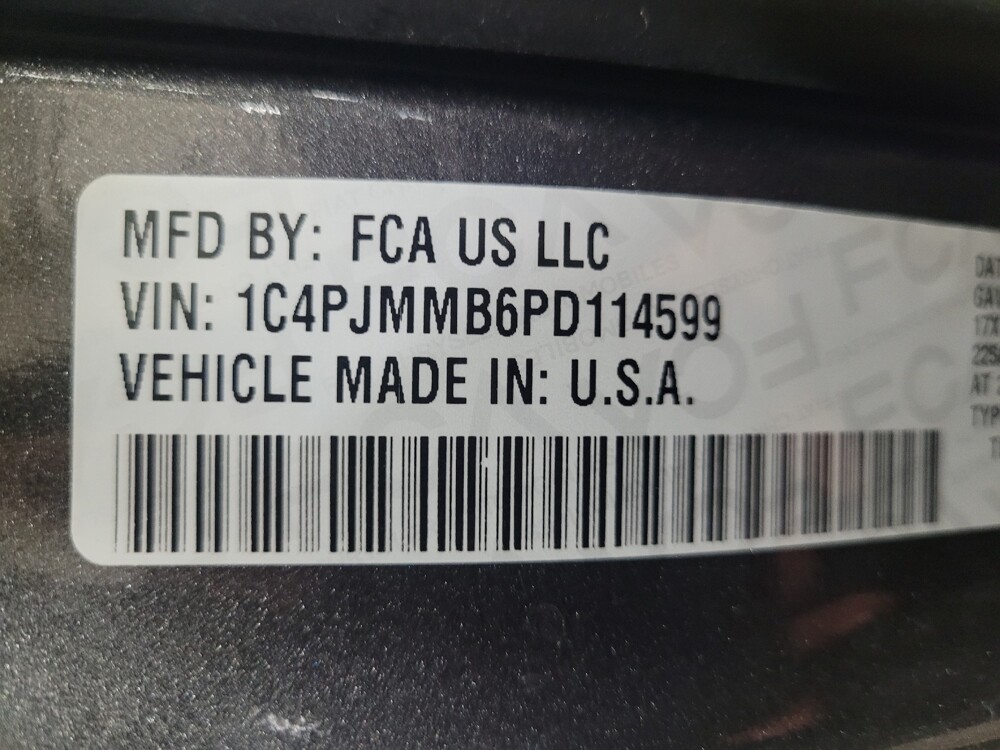 MFD BY: FCA US LLC
VIN: 1C4PJMMB6PD114599
VEHICLE MADE IN: U.S.A.